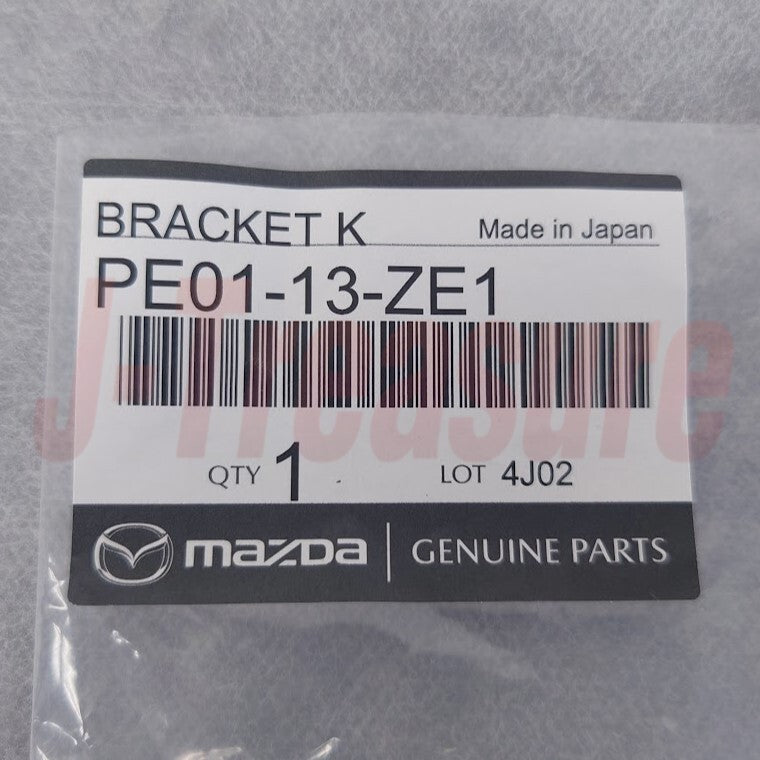 BRACKET K Made in Japan
PE01-13-ZE1
J-Treasure
QTY 1 LOT 4J02
mazda GENUINE PARTS